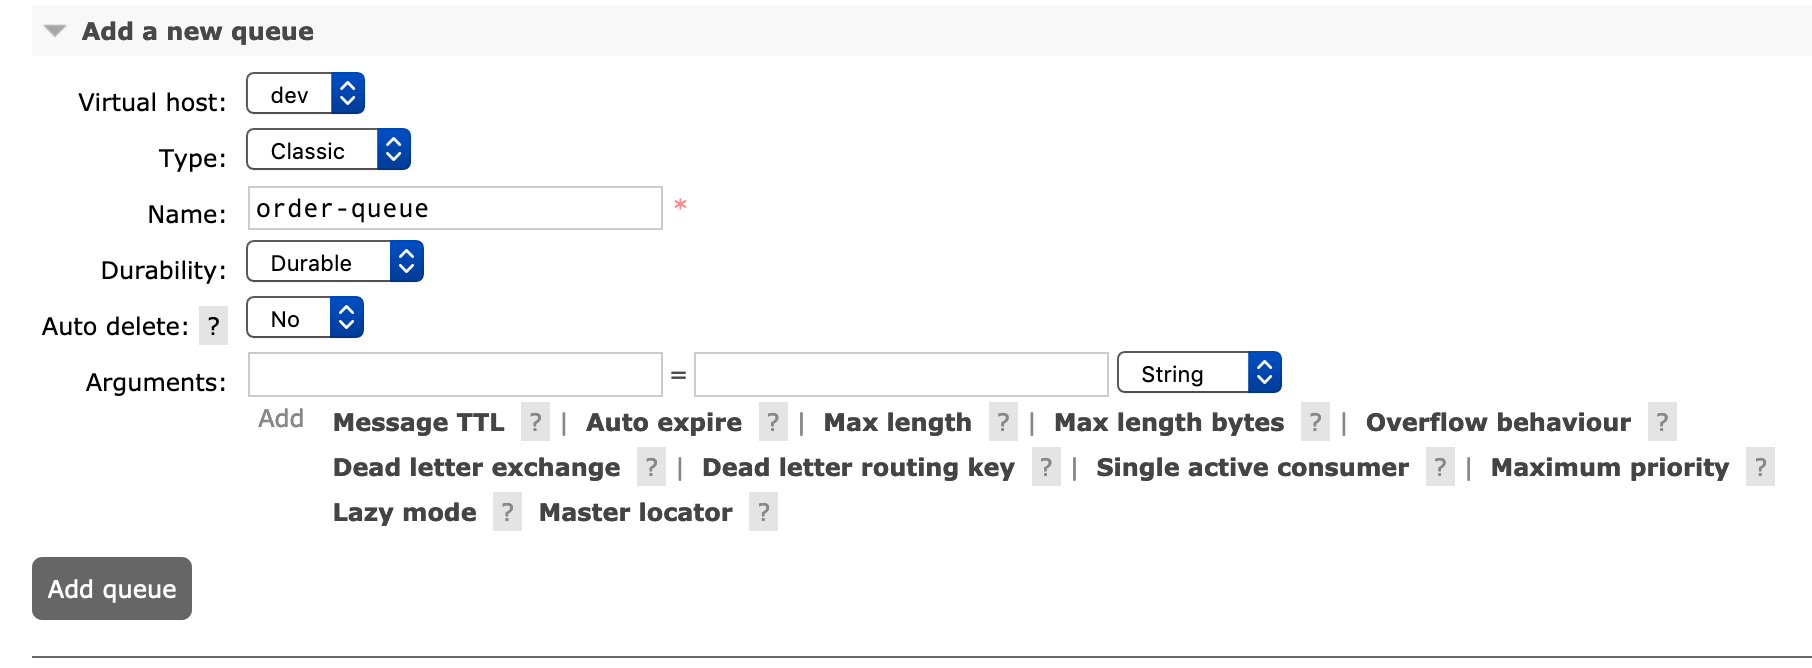 Add a new queue
Virtual host: dev
Type: Classic
Name: order-queue *
Durability: Durable
Auto delete: ? No
Arguments: = String
Add Message TTL ? | Auto expire ? | Max length ? | Max length bytes ? | Overflow behaviour ?
Dead letter exchange ? | Dead letter routing key ? | Single active consumer ? | Maximum priority ?
Lazy mode ? Master locator ?
Add queue